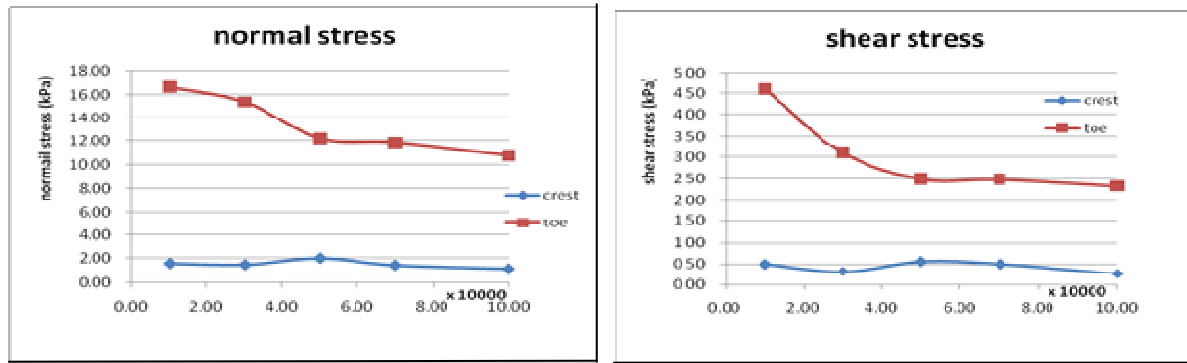 normal stress
normail stress (kPa)
18.00
16.00
14.00
12.00
10.00
8.00
6.00
4.00
2.00
0.00
0.00 2.00 4.00 6.00 8.00 10.00
x 10000
crest
toe
shear stress
shear stress (kPa)
5.00
4.50
4.00
3.50
3.00
2.50
2.00
1.50
1.00
0.50
0.00
0.00 2.00 4.00 6.00 8.00 10.00
x 10000
crest
toe